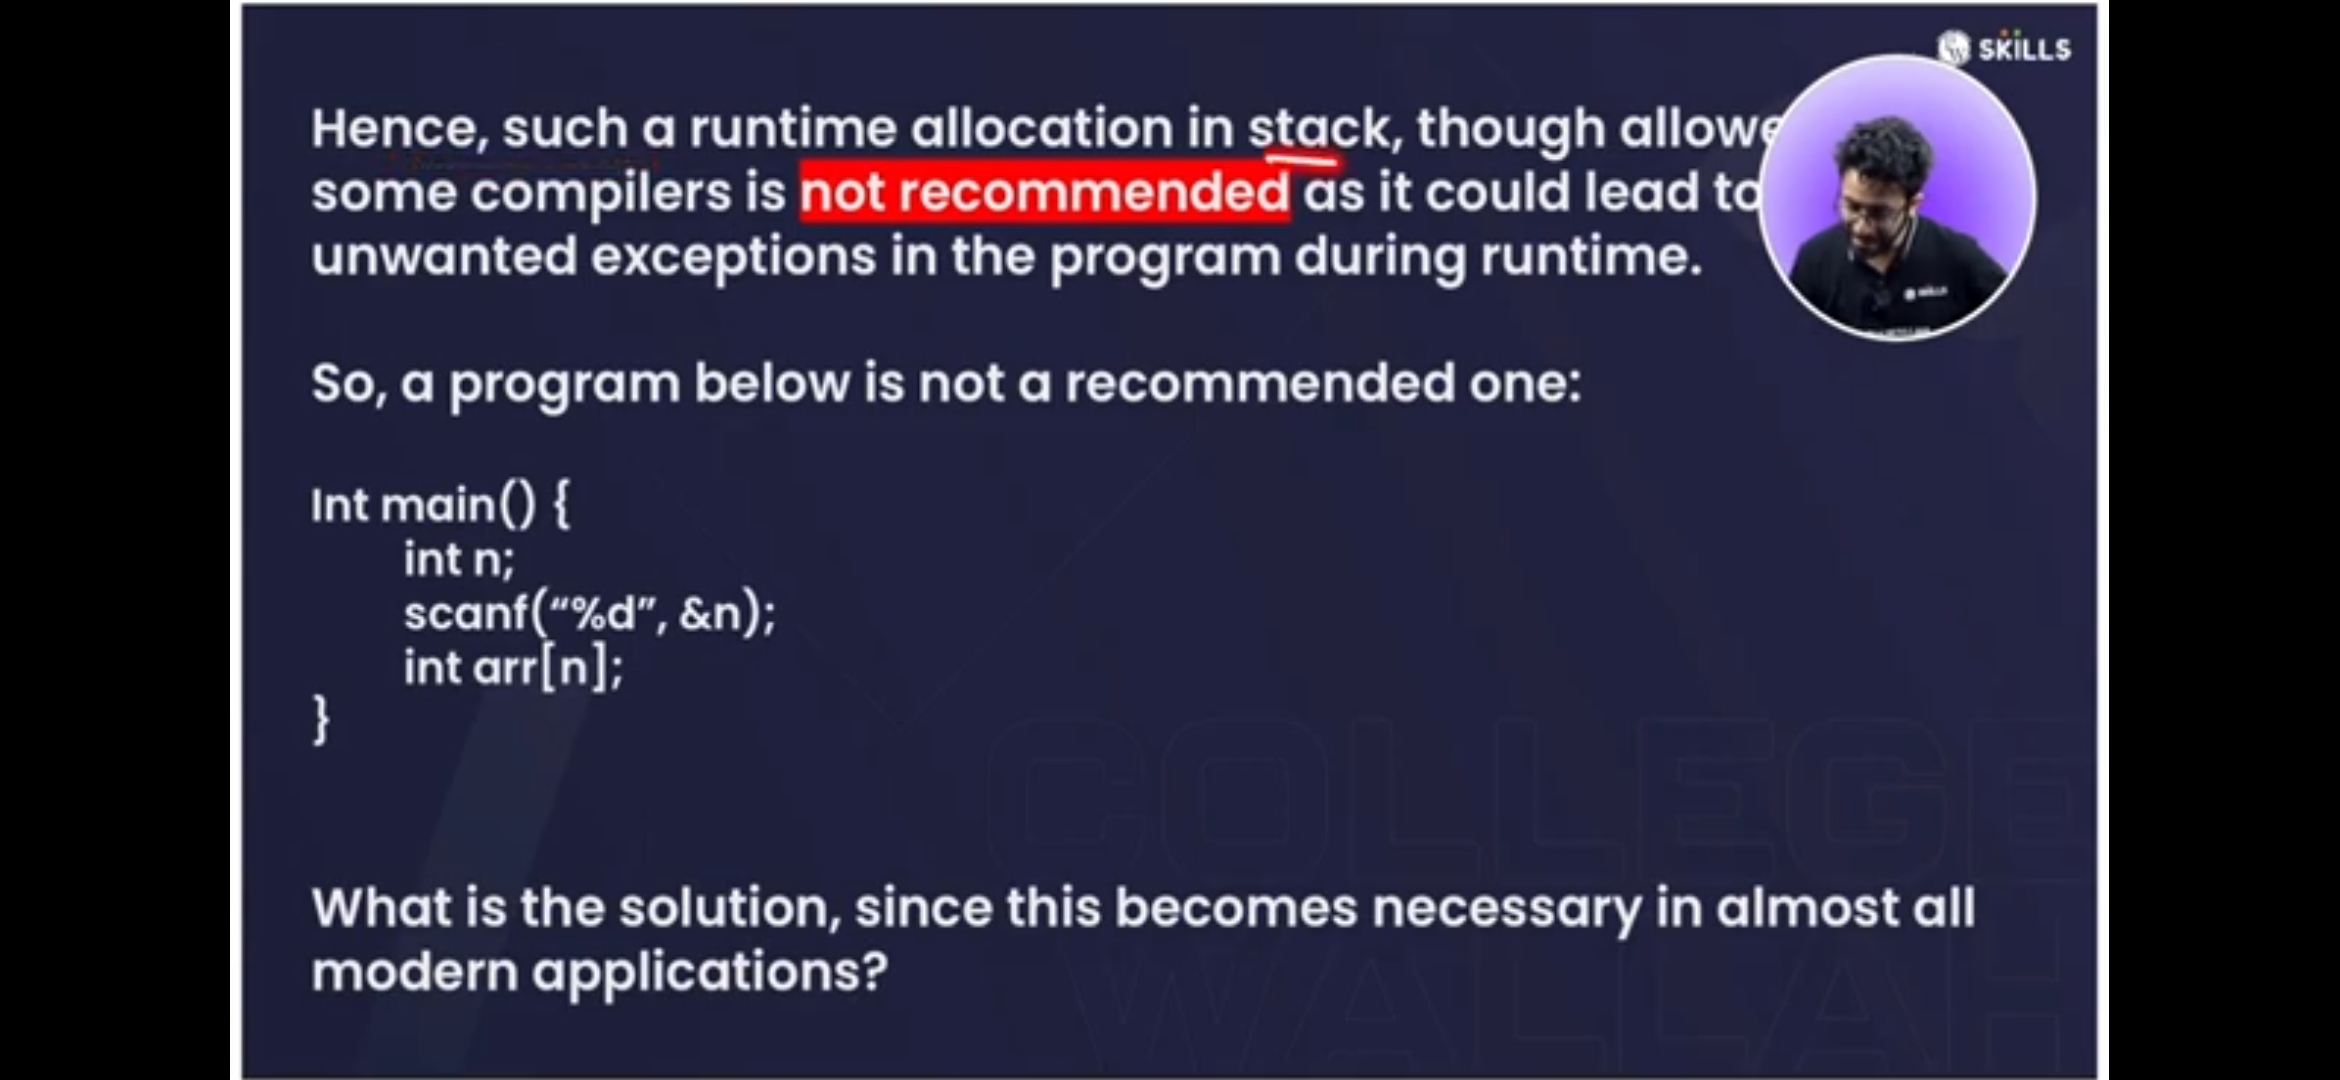 SKILLS
Hence, such a runtime allocation in stack, though allowe
some compilers is not recommended as it could lead to
unwanted exceptions in the program during runtime.
So, a program below is not a recommended one:
Int main() {
int n;
scanf(“%d”, &n);
int arr[n];
}
What is the solution, since this becomes necessary in almost all
modern applications?
COLLEGE
WALLAH